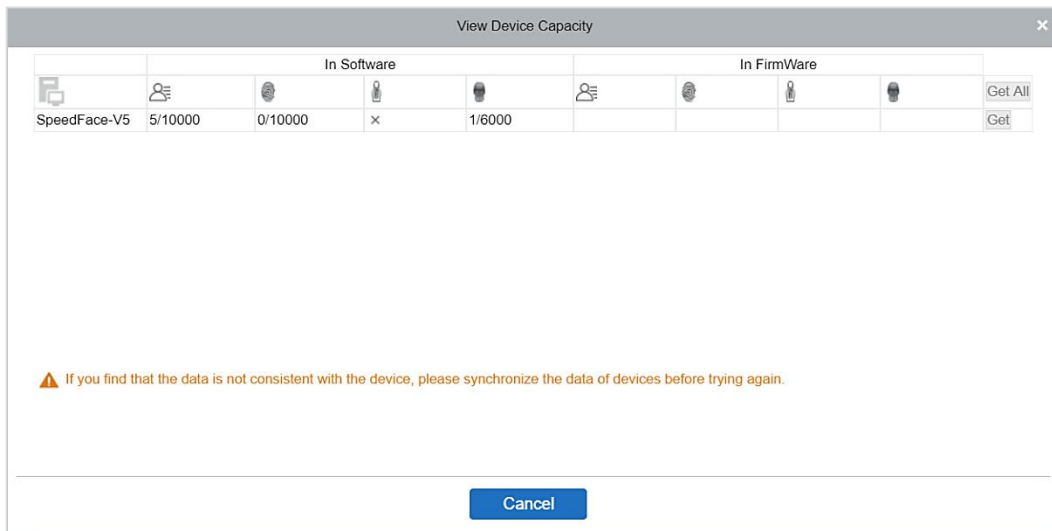 View Device Capacity ×
In Software In FirmWare
Get All
SpeedFace-V5 5/10000 0/10000 × 1/6000 Get
If you find that the data is not consistent with the device, please synchronize the data of devices before trying again.
Cancel